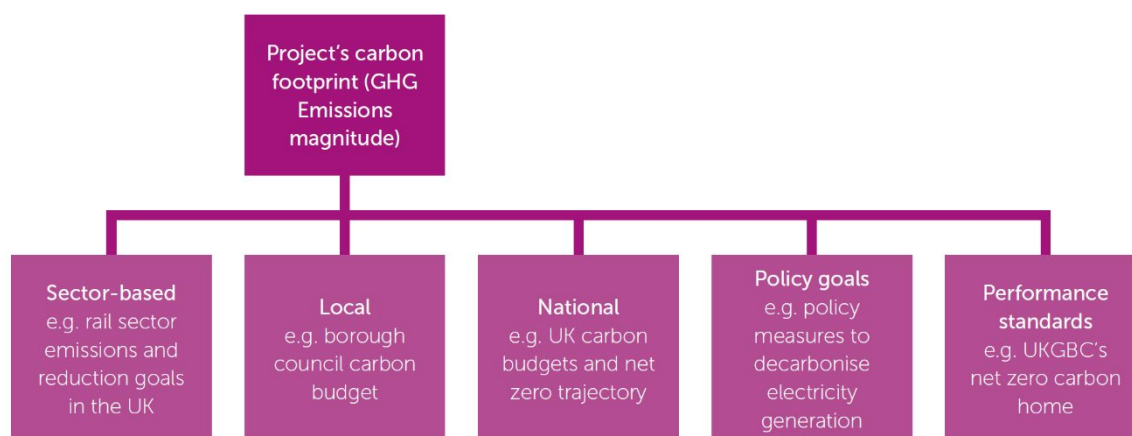 Project’s carbon
footprint (GHG
Emissions
magnitude)
Sector-based
e.g. rail sector
emissions and
reduction goals
in the UK
Local
e.g. borough
council carbon
budget
National
e.g. UK carbon
budgets and net
zero trajectory
Policy goals
e.g. policy
measures to
decarbonise
electricity
generation
Performance
standards
e.g. UKGBC’s
net zero carbon
home